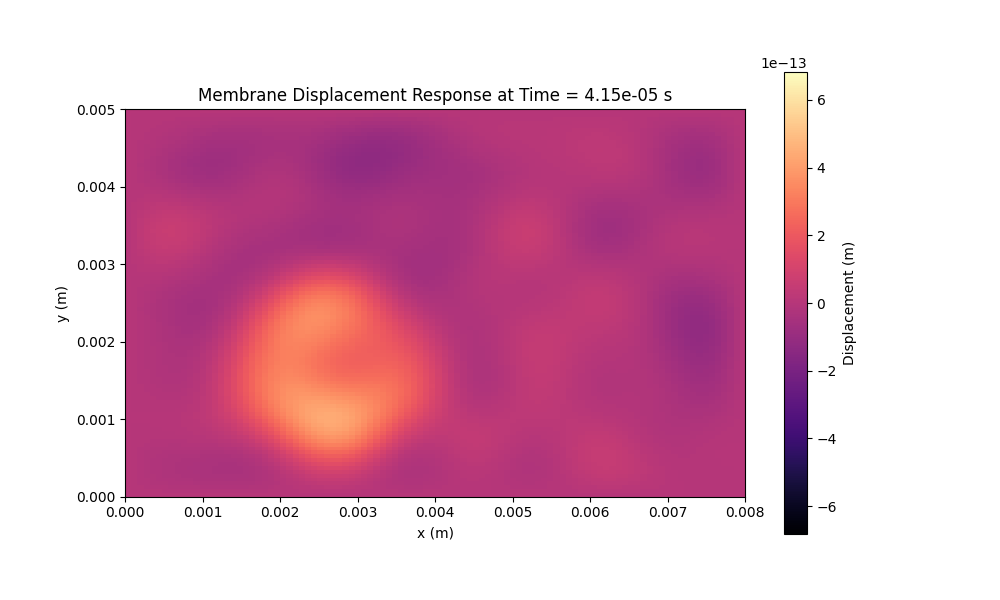 1e−13
Membrane Displacement Response at Time = 4.15e-05 s
0.005
0.004
0.003
0.002
0.001
0.000
y (m)
0.000 0.001 0.002 0.003 0.004 0.005 0.006 0.007 0.008
x (m)
6
4
2
0
−2
−4
−6
Displacement (m)